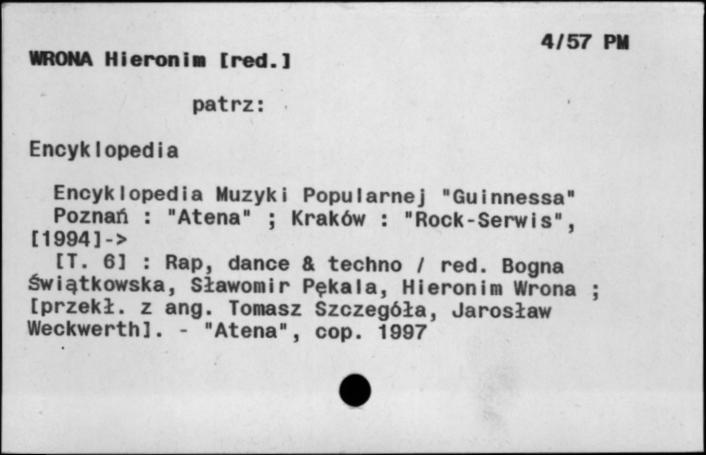 4/57 PM
WRONA Hieronim [red.]
patrz:
Encyklopedia
Encyklopedia Muzyki Popularnej "Guinnessa"
Poznań : "Atena" ; Kraków : "Rock-Serwis",
[1994]->
[T. 6] : Rap, dance & techno / red. Bogna
Świątkowska, Sławomir Pękala, Hieronim Wrona ;
[przekł. z ang. Tomasz Szczegóła, Jarosław
Weckwerth]. - "Atena", cop. 1997